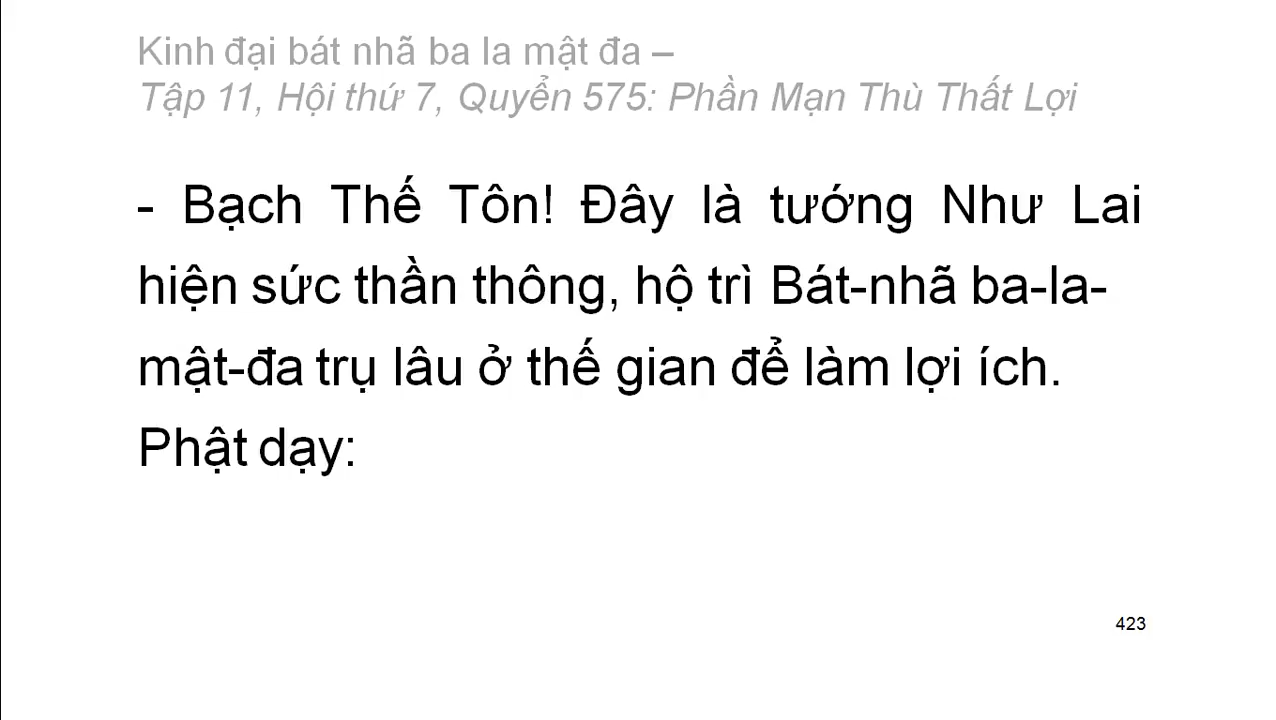 Kinh đại bát nhã ba la mật đa –
Tập 11, Hội thứ 7, Quyển 575: Phần Mạn Thù Thất Lợi
- Bạch Thế Tôn! Đây là tướng Như Lai
hiện sức thần thông, hộ trì Bát-nhã ba-la-
mật-đa trụ lâu ở thế gian để làm lợi ích.
Phật dạy:
423